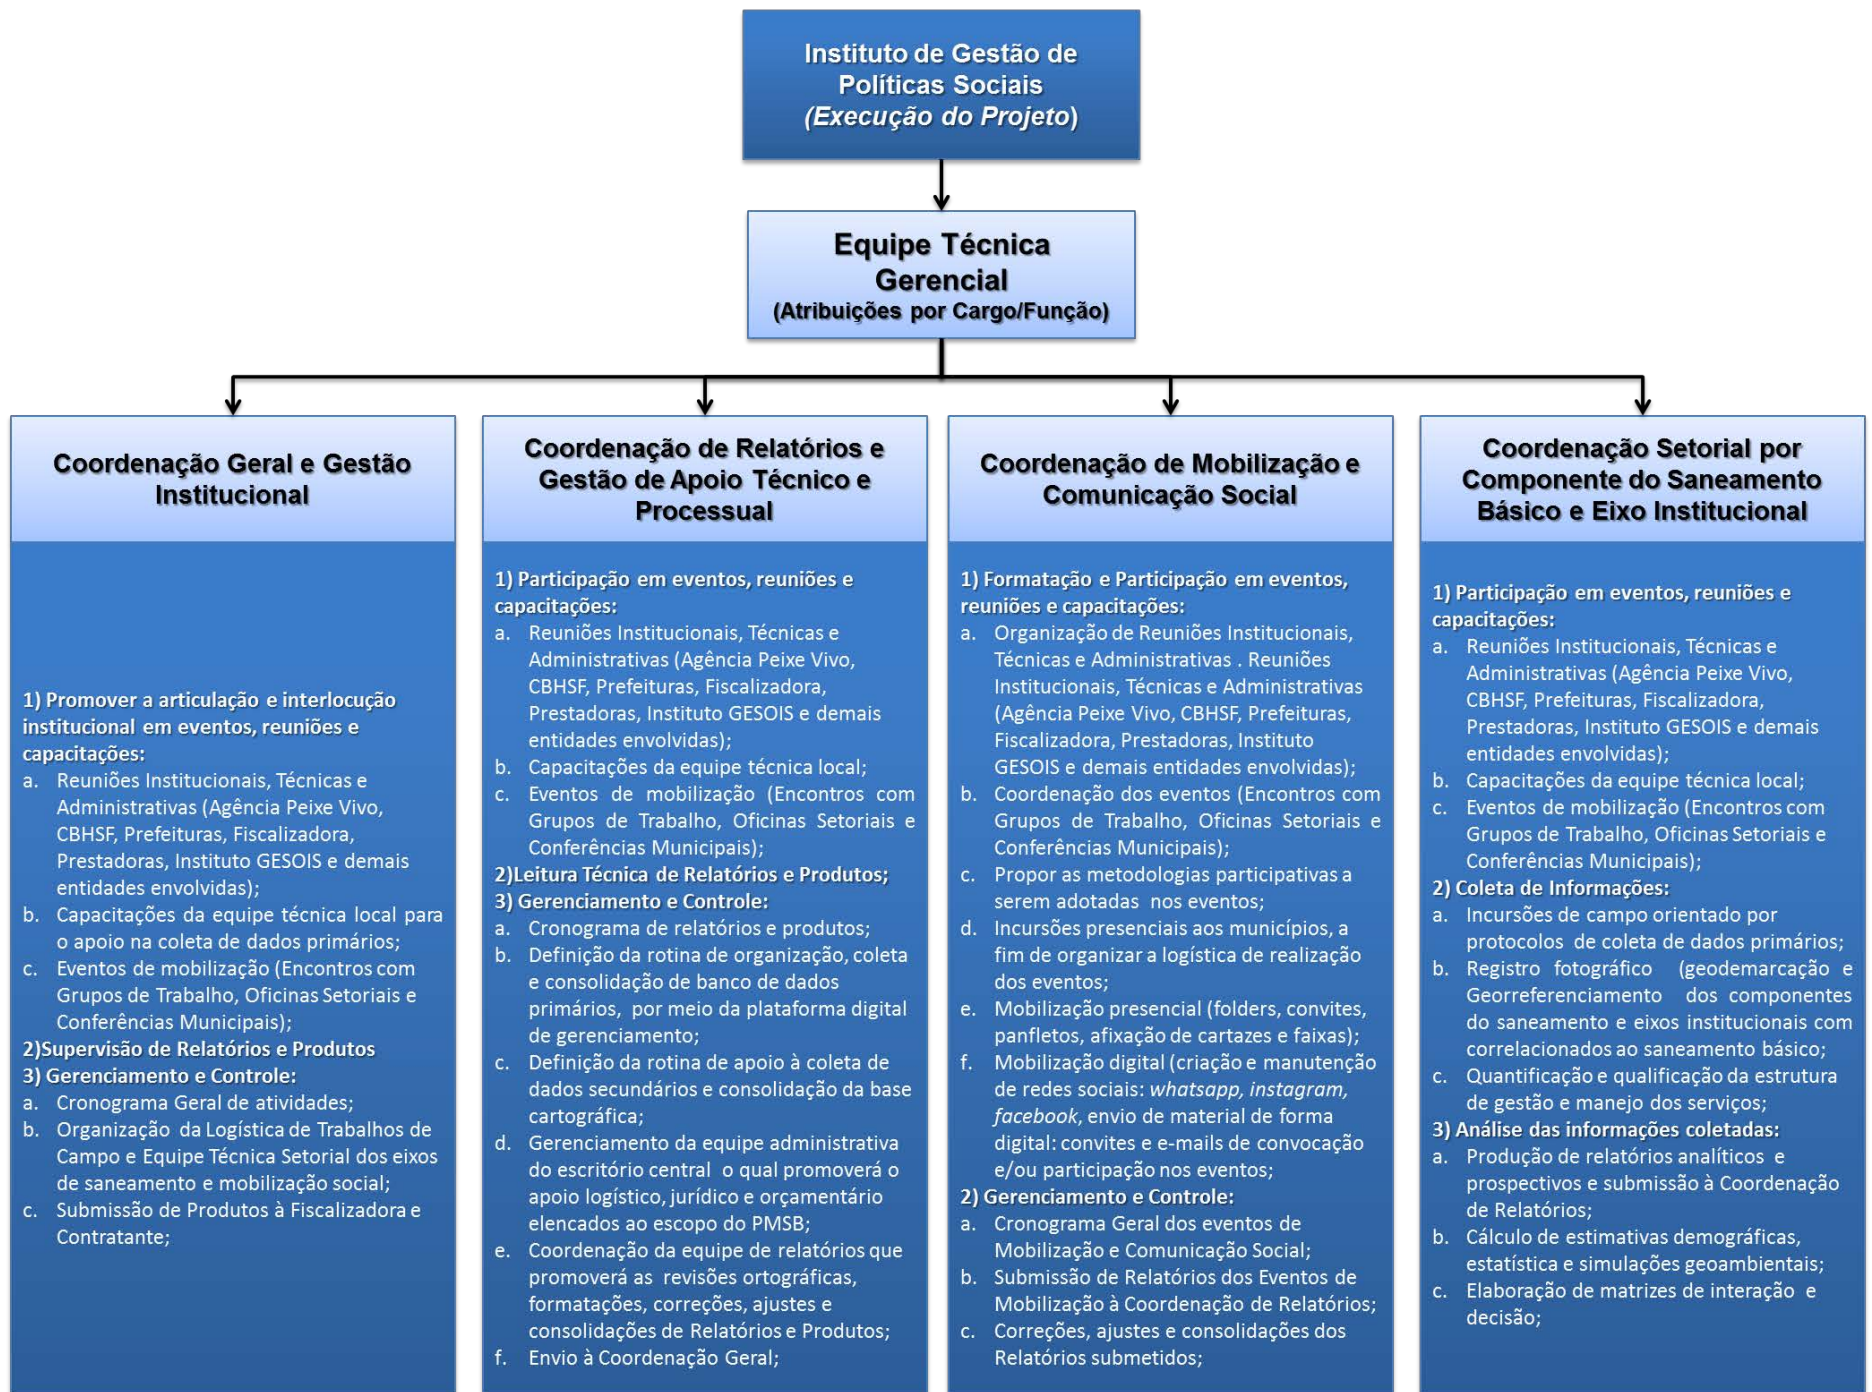 Instituto de Gestão de
Políticas Sociais
(Execução do Projeto)
Equipe Técnica
Gerencial
(Atribuições por Cargo/Função)
Coordenação Geral e Gestão
Institucional
1) Promover a articulação e interlocução
institucional em eventos, reuniões e
capacitações:
a. Reuniões Institucionais, Técnicas e
Administrativas (Agência Peixe Vivo,
CBHSF, Prefeituras, Fiscalizadora,
Prestadoras, Instituto GESOIS e demais
entidades envolvidas);
b. Capacitações da equipe técnica local para
o apoio na coleta de dados primários;
c. Eventos de mobilização (Encontros com
Grupos de Trabalho, Oficinas Setoriais e
Conferências Municipais);
2)Supervisão de Relatórios e Produtos
3) Gerenciamento e Controle:
a. Cronograma Geral de atividades;
b. Organização da Logística de Trabalhos de
Campo e Equipe Técnica Setorial dos eixos
de saneamento e mobilização social;
c. Submissão de Produtos à Fiscalizadora e
Contratante;
Coordenação de Relatórios e
Gestão de Apoio Técnico e
Processual
1) Participação em eventos, reuniões e
capacitações:
a. Reuniões Institucionais, Técnicas e
Administrativas (Agência Peixe Vivo,
CBHSF, Prefeituras, Fiscalizadora,
Prestadoras, Instituto GESOIS e demais
entidades envolvidas);
b. Capacitações da equipe técnica local;
c. Eventos de mobilização (Encontros com
Grupos de Trabalho, Oficinas Setoriais e
Conferências Municipais);
2)Leitura Técnica de Relatórios e Produtos;
3) Gerenciamento e Controle:
a. Cronograma de relatórios e produtos;
b. Definição da rotina de organização, coleta
e consolidação de banco de dados
primários, por meio da plataforma digital
de gerenciamento;
c. Definição da rotina de apoio à coleta de
dados secundários e consolidação da base
cartográfica;
d. Gerenciamento da equipe administrativa
do escritório central o qual promoverá o
apoio logístico, jurídico e orçamentário
elencados ao escopo do PMSB;
e. Coordenação da equipe de relatórios que
promoverá as revisões ortográficas,
formatações, correções, ajustes e
consolidações de Relatórios e Produtos;
f. Envio à Coordenação Geral;
Coordenação de Mobilização e
Comunicação Social
1) Formatação e Participação em eventos,
reuniões e capacitações:
a. Organização de Reuniões Institucionais,
Técnicas e Administrativas . Reuniões
Institucionais, Técnicas e Administrativas
(Agência Peixe Vivo, CBHSF, Prefeituras,
Fiscalizadora, Prestadoras, Instituto
GESOIS e demais entidades envolvidas);
b. Coordenação dos eventos (Encontros com
Grupos de Trabalho, Oficinas Setoriais e
Conferências Municipais);
c. Propor as metodologias participativas a
serem adotadas nos eventos;
d. Incursões presenciais aos municípios, a
fim de organizar a logística de realização
dos eventos;
e. Mobilização presencial (folders, convites,
panfletos, afixação de cartazes e faixas);
f. Mobilização digital (criação e manutenção
de redes sociais: whatsapp, instagram,
facebook, envio de material de forma
digital: convites e e-mails de convocação
e/ou participação nos eventos;
2) Gerenciamento e Controle:
a. Cronograma Geral dos eventos de
Mobilização e Comunicação Social;
b. Submissão de Relatórios dos Eventos de
Mobilização à Coordenação de Relatórios;
c. Correções, ajustes e consolidações dos
Relatórios submetidos;
Coordenação Setorial por
Componente do Saneamento
Básico e Eixo Institucional
1) Participação em eventos, reuniões e
capacitações:
a. Reuniões Institucionais, Técnicas e
Administrativas (Agência Peixe Vivo,
CBHSF, Prefeituras, Fiscalizadora,
Prestadoras, Instituto GESOIS e demais
entidades envolvidas);
b. Capacitações da equipe técnica local;
c. Eventos de mobilização (Encontros com
Grupos de Trabalho, Oficinas Setoriais e
Conferências Municipais);
2) Coleta de Informações:
a. Incursões de campo orientado por
protocolos de coleta de dados primários;
b. Registro fotográfico (geodemarcação e
Georreferenciamento dos componentes
do saneamento e eixos institucionais com
correlacionados ao saneamento básico;
c. Quantificação e qualificação da estrutura
de gestão e manejo dos serviços;
3) Análise das informações coletadas:
a. Produção de relatórios analíticos e
prospectivos e submissão à Coordenação
de Relatórios;
b. Cálculo de estimativas demográficas,
estatística e simulações geoambientais;
c. Elaboração de matrizes de interação e
decisão;